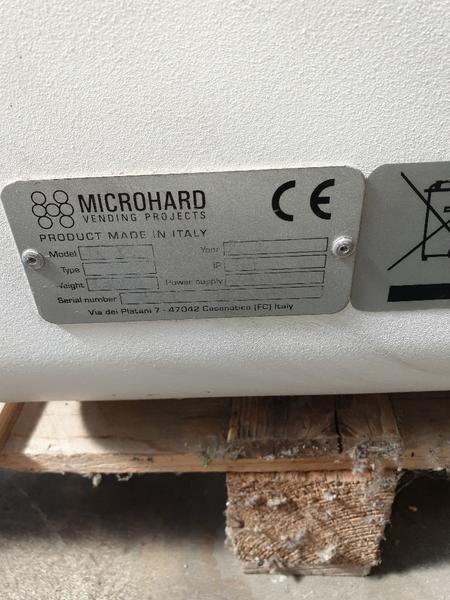 MICROHARD
VENDING PROJECTS
CE
PRODUCT MADE IN ITALY
Model Year
Type IP
Weight Power supply
Serial number
Via dei Platani 7 - 47042 Cesenatico (FC) Italy